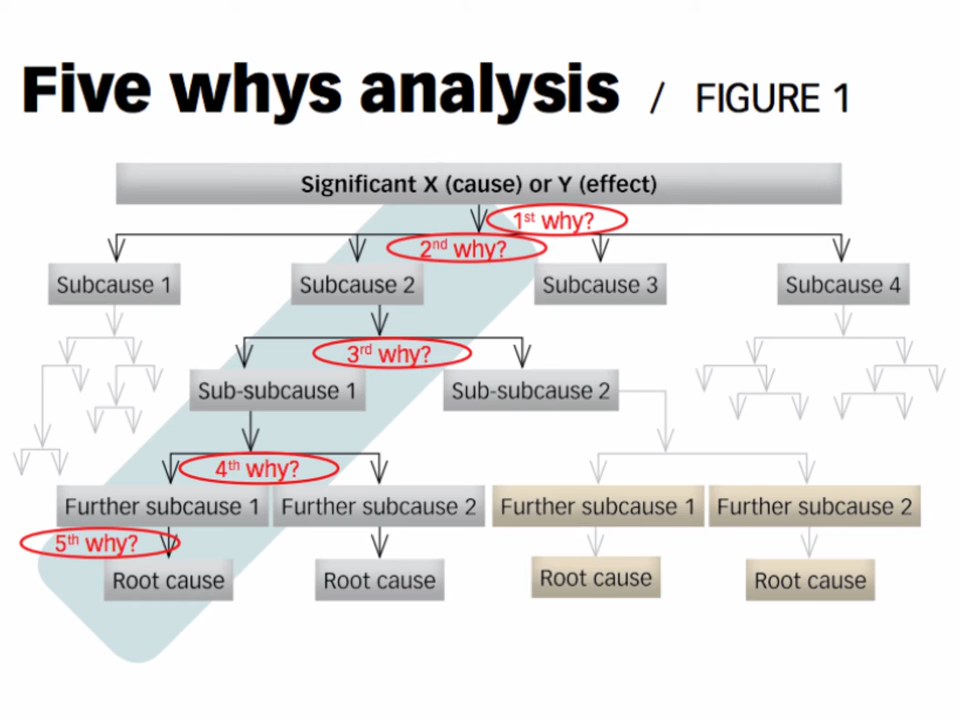 Five whys analysis / FIGURE 1
Significant X (cause) or Y (effect)
1st why?
2nd why?
Subcause 1
Subcause 2
Subcause 3
Subcause 4
3rd why?
Sub-subcause 1
Sub-subcause 2
4th why?
Further subcause 1
Further subcause 2
Further subcause 1
Further subcause 2
5th why?
Root cause
Root cause
Root cause
Root cause